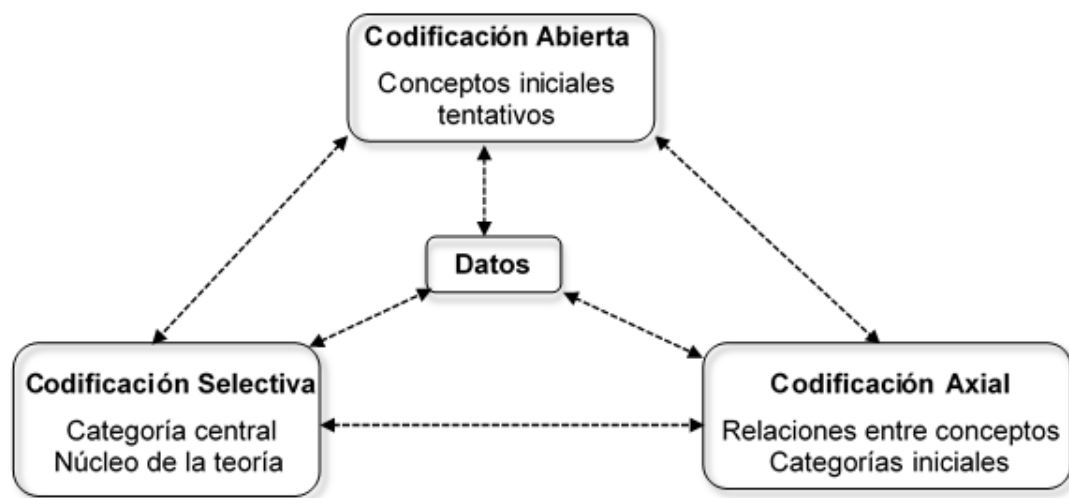 Codificación Abierta
Conceptos iniciales
tentativos
Datos
Codificación Selectiva
Categoría central
Núcleo de la teoría
Codificación Axial
Relaciones entre conceptos
Categorías iniciales